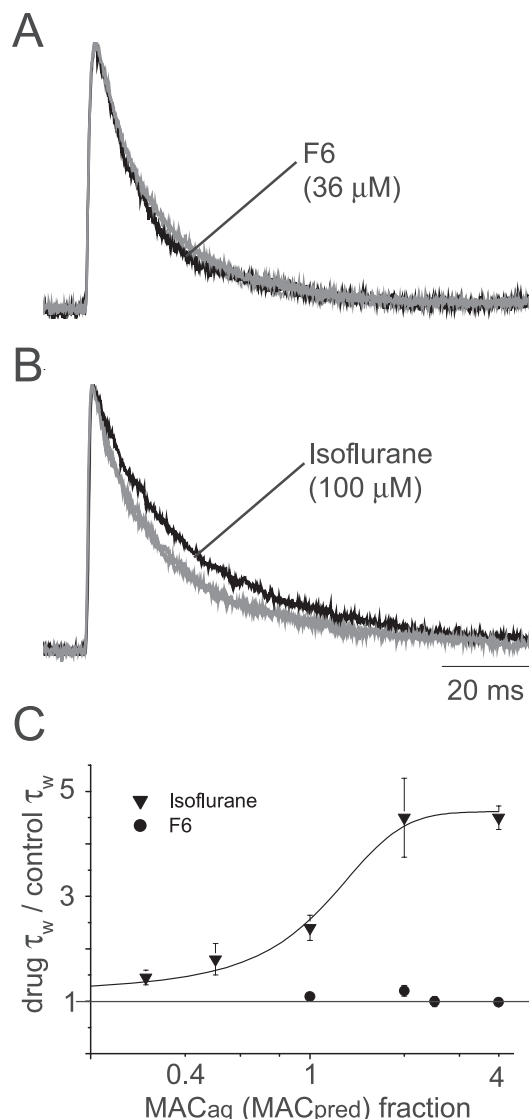 A
F6
(36 μM)
B
Isoflurane
(100 μM)
20 ms
C
5
3
1
drug τw / control τw
Isoflurane
F6
0.4
1
4
MACaq (MACpred) fraction